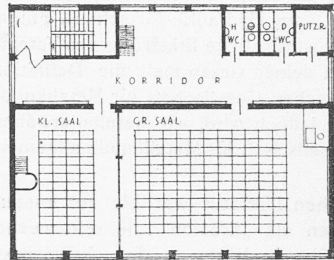 H
WC
D
WC
PUTZR.
KORRIDOR
KL. SAAL
GR. SAAL